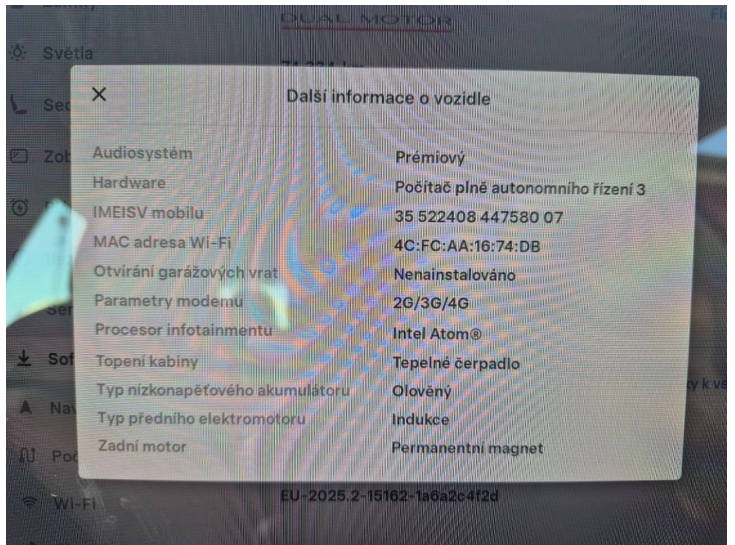 DUAL MOTOR
Světla
Další informace o vozidle
Audiosystém Prémiový
Hardware Počítač plně autonomního řízení 3
IMEISV mobilu 35 522408 447580 07
MAC adresa Wi-Fi 4C:FC:AA:16:74:DB
Otvírání garážových vrat Nenainstalováno
Parametry modemu 2G/3G/4G
Procesor infotainmentu Intel Atom®
Topení kabiny Tepelné čerpadlo
Typ nízkonapěťového akumulátoru Olověný
Typ předního elektromotoru Indukce
Zadní motor Permanentní magnet
Wi-Fi
EU-2025.2-15162-1a6a2c4f2d